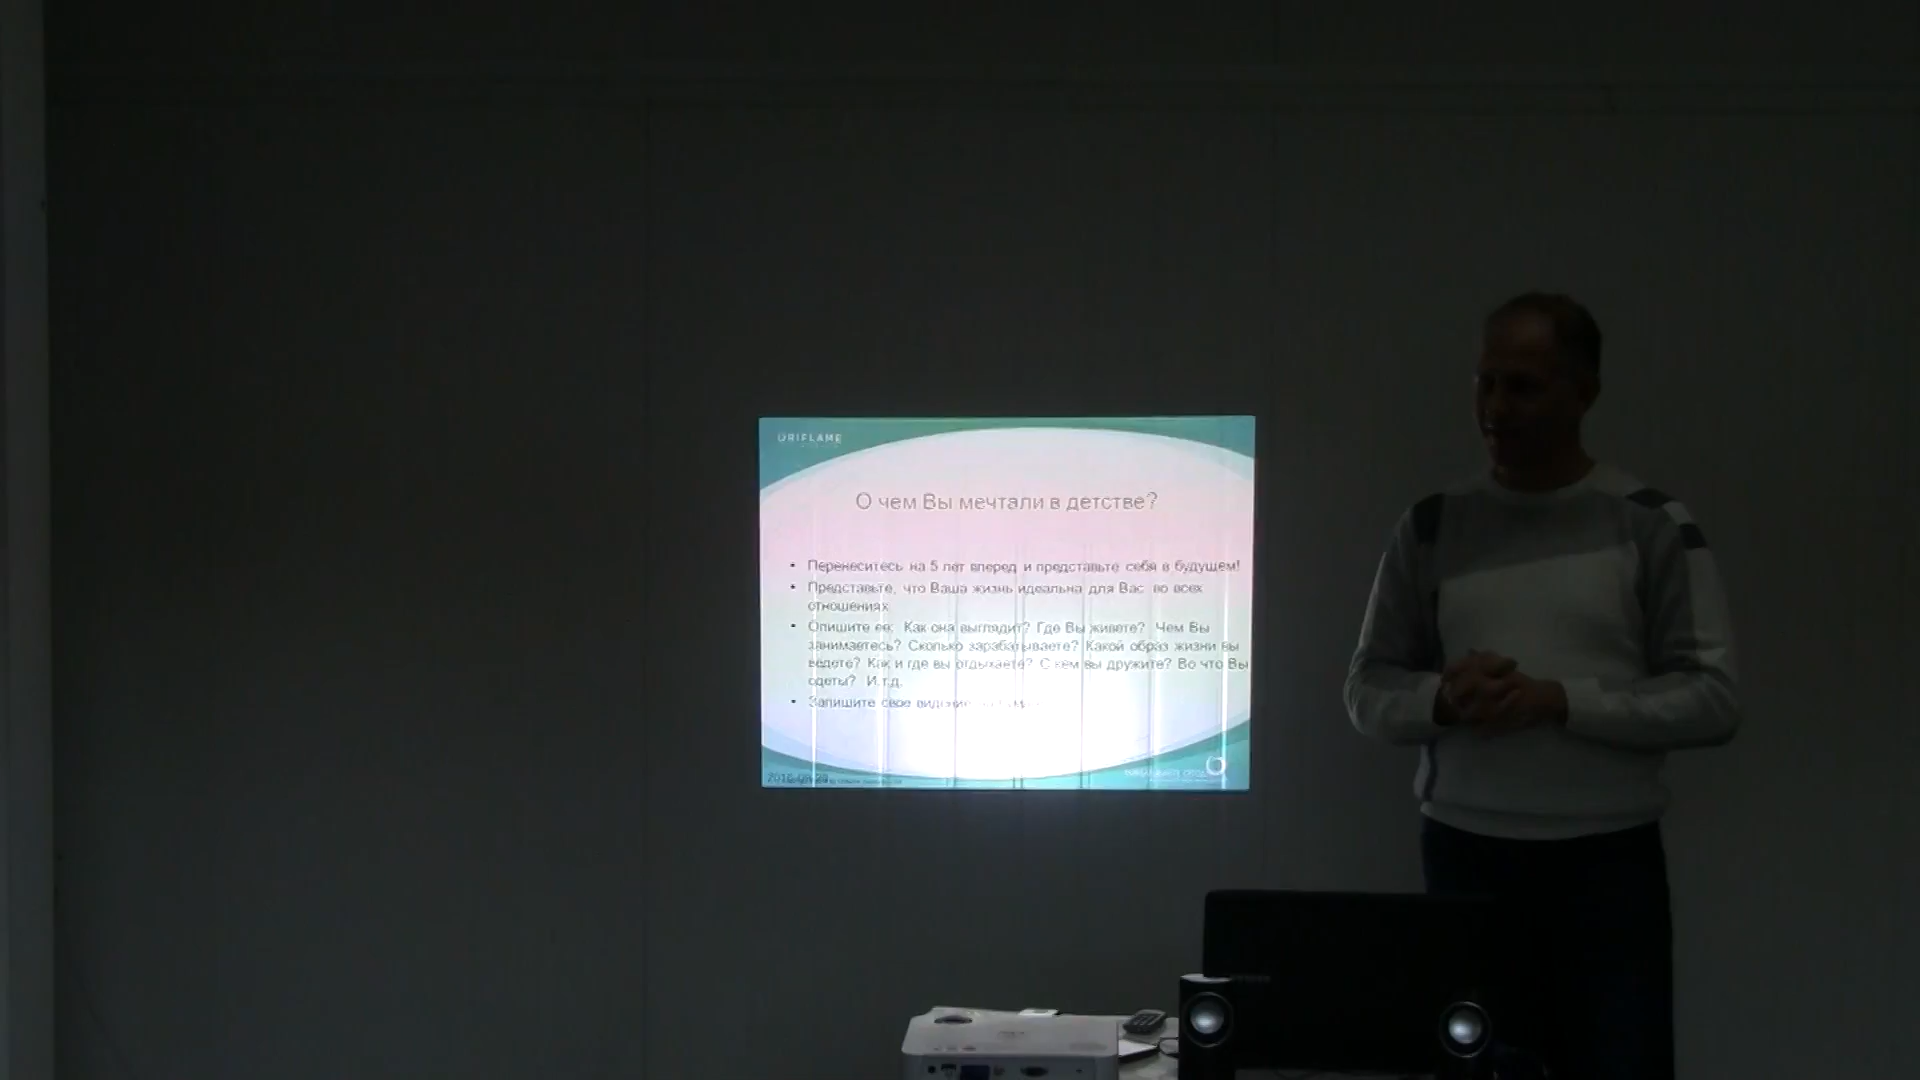 ORIFLAME
О чем Вы мечтали в детстве?
• Перенеситесь на 5 лет вперед и представьте себя в будущем!
• Представьте, что Ваша жизнь идеальна для Вас во всех
отношениях
• Опишите ее: Как она выглядит? Где Вы живете? Чем Вы
занимаетесь? Сколько зарабатываете? Какой образ жизни вы
ведете? Как и где вы отдыхаете? С кем вы дружите? Во что Вы
одеты? И.т.д.
• Запишите свое видение